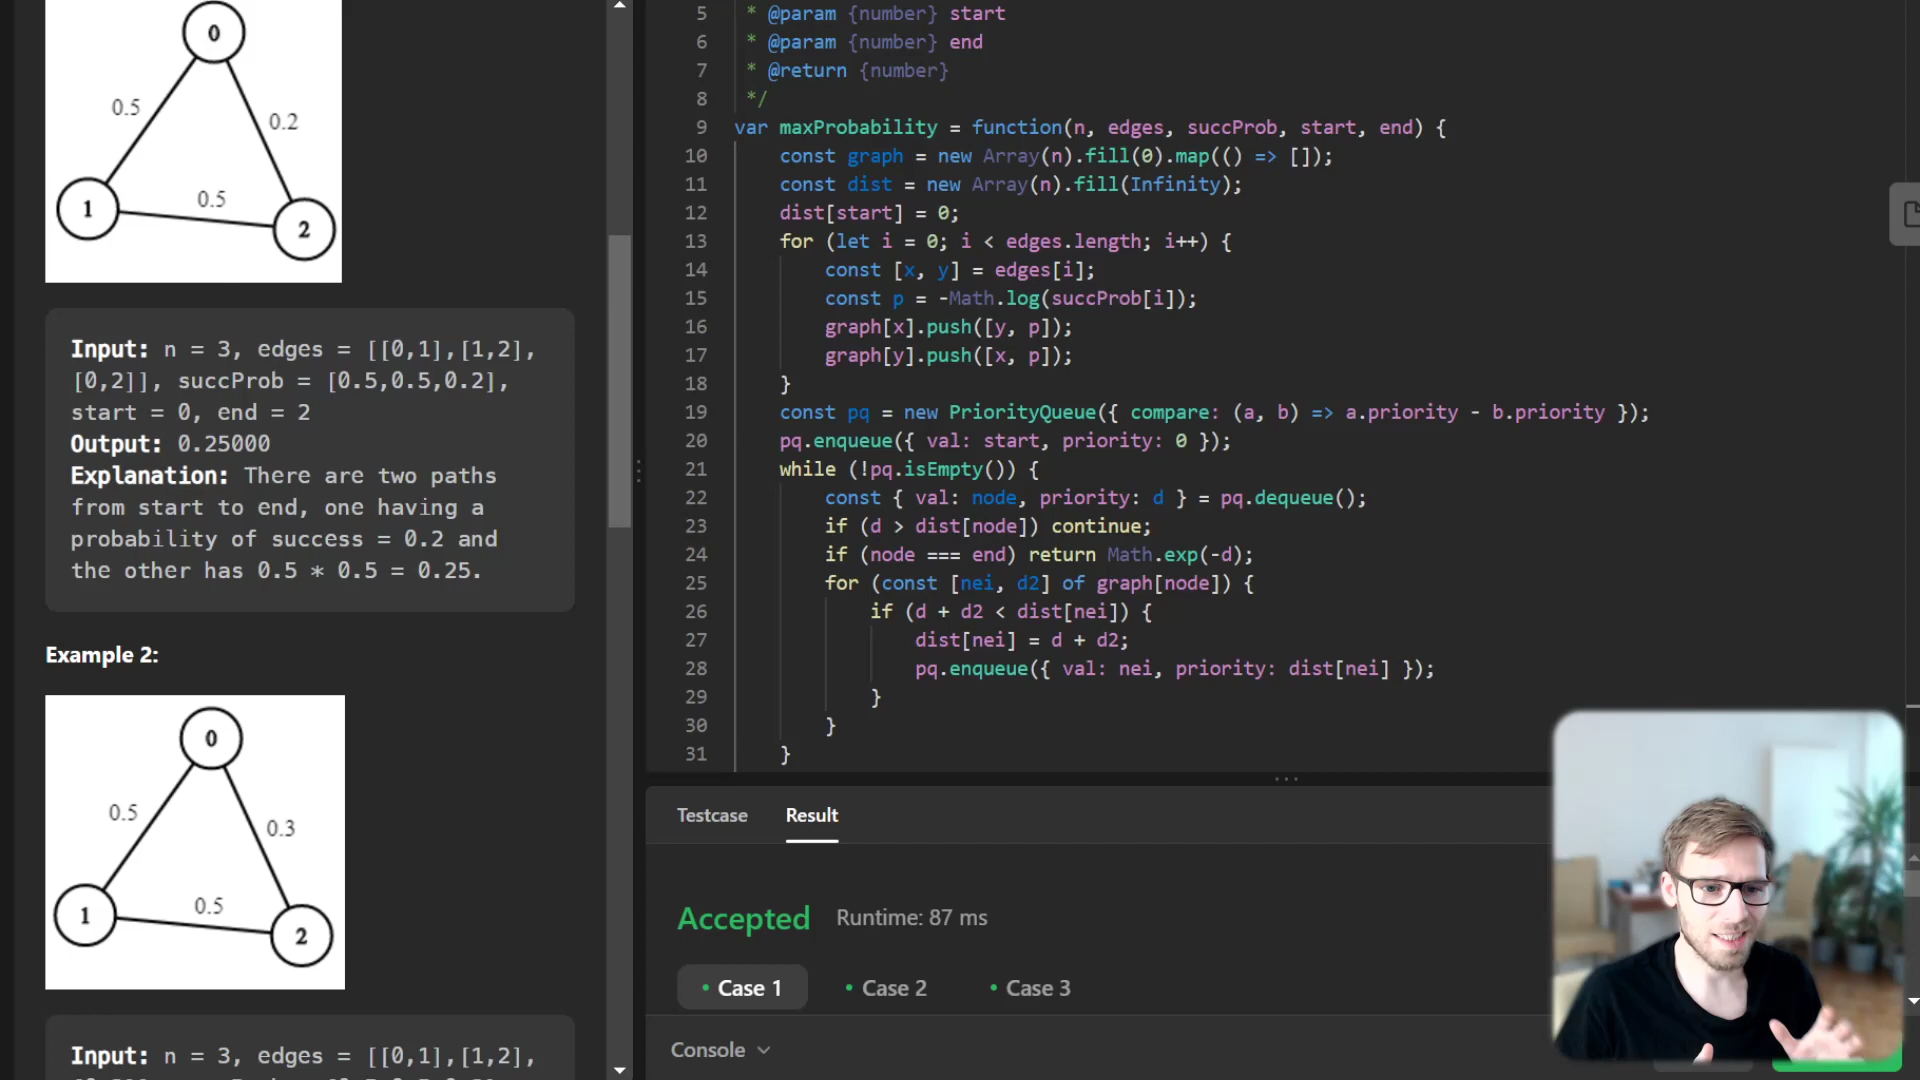 0
0.5
0.2
1
0.5
2
Input: n = 3, edges = [[0,1],[1,2],
[0,2]], succProb = [0.5,0.5,0.2],
start = 0, end = 2
Output: 0.25000
Explanation: There are two paths
from start to end, one having a
probability of success = 0.2 and
the other has 0.5 * 0.5 = 0.25.
Example 2:
0
0.5
0.3
1
0.5
2
Input: n = 3, edges = [[0,1],[1,2],
5 * @param {number} start
6 * @param {number} end
7 * @return {number}
8 */
9 var maxProbability = function(n, edges, succProb, start, end) {
10 const graph = new Array(n).fill(0).map(() => []);
11 const dist = new Array(n).fill(Infinity);
12 dist[start] = 0;
13 for (let i = 0; i < edges.length; i++) {
14 const [x, y] = edges[i];
15 const p = -Math.log(succProb[i]);
16 graph[x].push([y, p]);
17 graph[y].push([x, p]);
18 }
19 const pq = new PriorityQueue({ compare: (a, b) => a.priority - b.priority });
20 pq.enqueue({ val: start, priority: 0 });
21 while (!pq.isEmpty()) {
22 const { val: node, priority: d } = pq.dequeue();
23 if (d > dist[node]) continue;
24 if (node === end) return Math.exp(-d);
25 for (const [nei, d2] of graph[node]) {
26 if (d + d2 < dist[nei]) {
27 dist[nei] = d + d2;
28 pq.enqueue({ val: nei, priority: dist[nei] });
29 }
30 }
31 }
Testcase Result
Accepted Runtime: 87 ms
• Case 1 • Case 2 • Case 3
Console